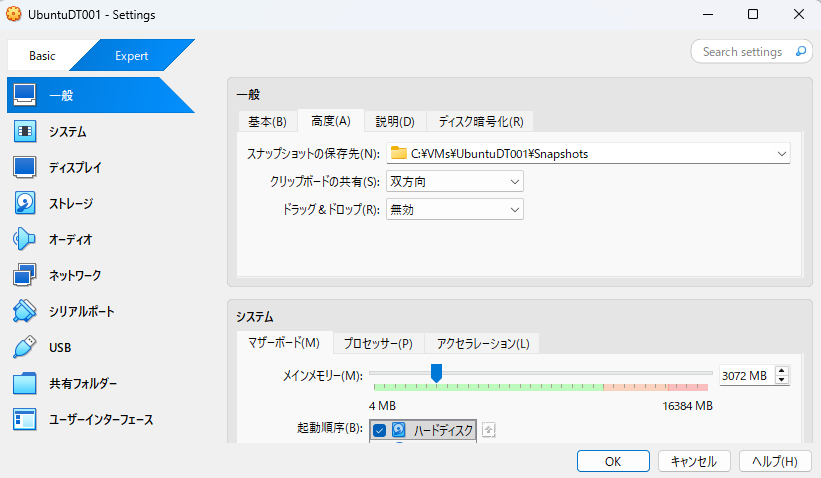 UbuntuDT001 - Settings
Basic
Expert
Search settings
一般
システム
ディスプレイ
ストレージ
オーディオ
ネットワーク
シリアルポート
USB
共有フォルダー
ユーザーインターフェース
一般
基本(B) 高度(A) 説明(D) ディスク暗号化(R)
スナップショットの保存先(N): C:¥VMs¥UbuntuDT001¥Snapshots
クリップボードの共有(S): 双方向
ドラッグ&ドロップ(R): 無効
システム
マザーボード(M) プロセッサー(P) アクセラレーション(L)
メインメモリー(M): 3072 MB
4 MB 16384 MB
起動順序(B): ハードディスク
OK キャンセル ヘルプ(H)